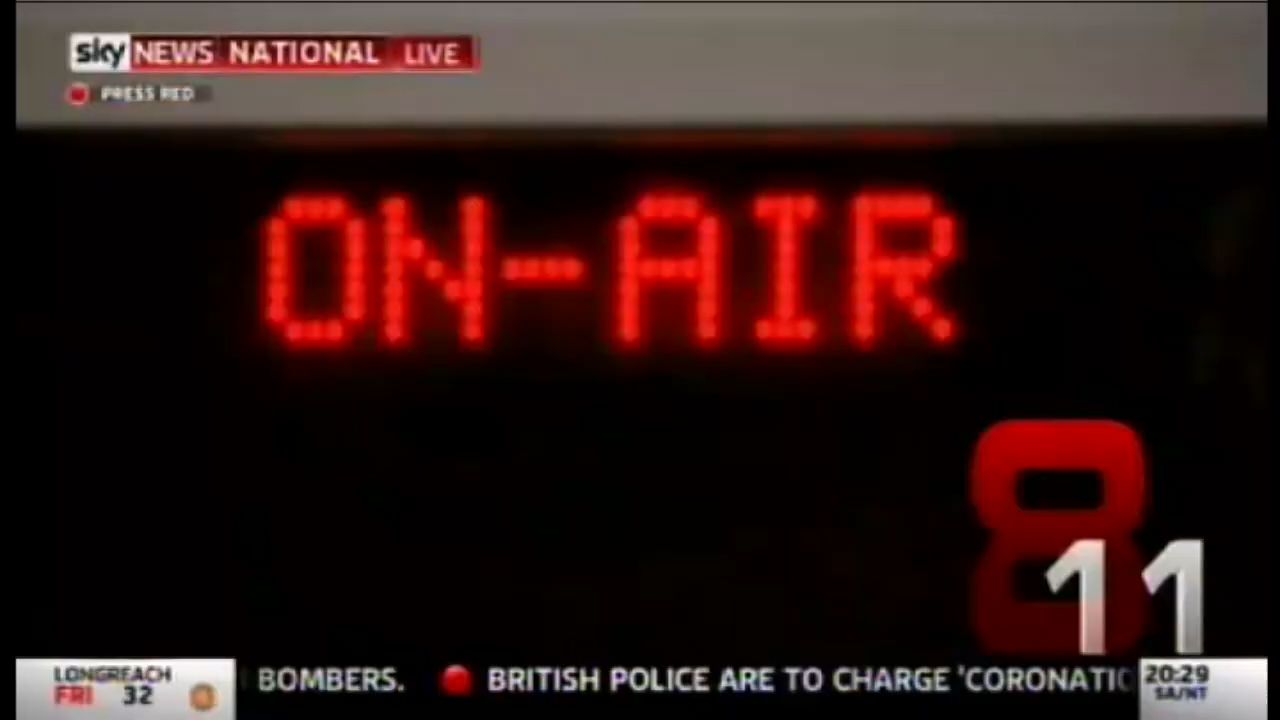 sky NEWS NATIONAL LIVE
PRESS RED
ON-AIR
8
11
LONGREACH
FRI 32
BOMBERS. BRITISH POLICE ARE TO CHARGE 'CORONATIO
20:29
SA/NT